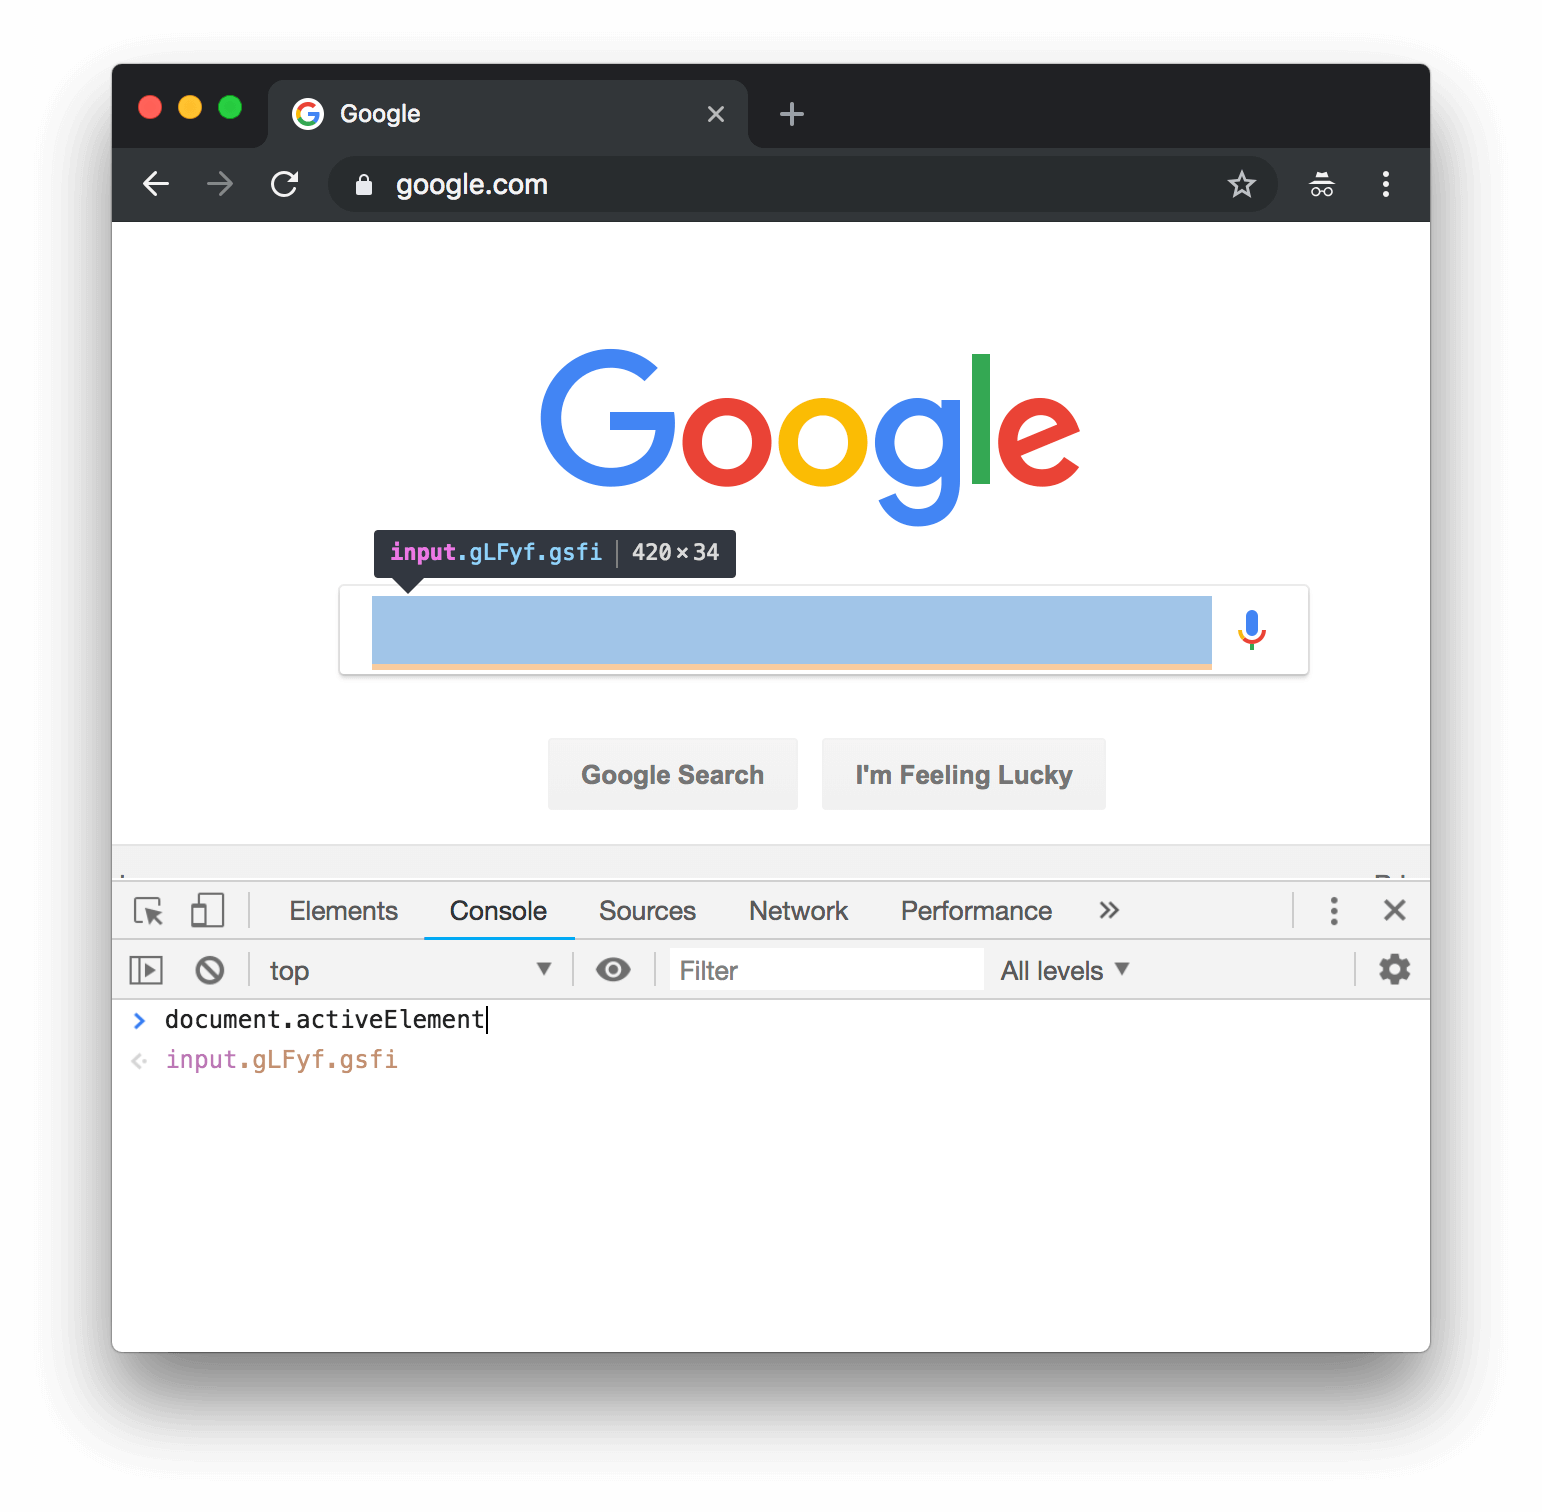 Google
google.com
Google
input.gLFyf.gsfi 420×34
Google Search I'm Feeling Lucky
Elements Console Sources Network Performance
top Filter All levels
document.activeElement
input.gLFyf.gsfi